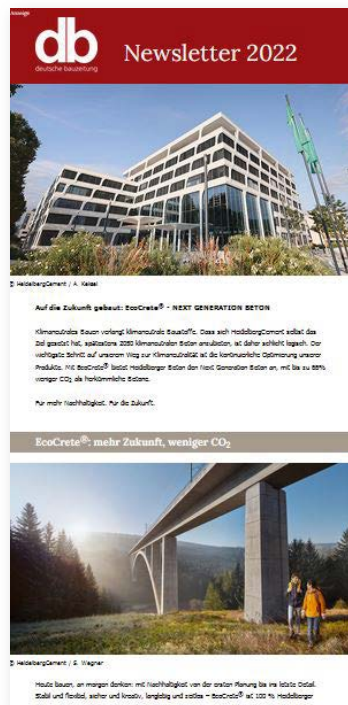 Anzeige
db
deutsche bauzeitung
Newsletter 2022
© HeidelbergCement / A. Kaissl
Auf die Zukunft gebaut: EcoCrete® - NEXT GENERATION BETON
Klimaneutrales Bauen verlangt klimaneutrale Baustoffe. Dass sich HeidelbergCement selbst das
Ziel gesetzt hat, spätestens 2050 klimaneutralen Beton anzubieten, ist daher schlicht logisch. Der
wichtigste Schritt auf unserem Weg zur Klimaneutralität ist die kontinuierliche Optimierung unserer
Produkte. Mit EcoCrete® bietet Heidelberger Beton den Next Generation Beton an, mit bis zu 66%
weniger CO₂ als herkömmliche Betone.
Für mehr Nachhaltigkeit. Für die Zukunft.
EcoCrete®: mehr Zukunft, weniger CO₂
© HeidelbergCement / S. Wagner
Heute bauen, an morgen denken: mit Nachhaltigkeit von der ersten Planung bis ins letzte Detail.
Stabil und flexibel, sicher und kreativ, langlebig und zeitlos – EcoCrete® ist 100 % Heidelberger